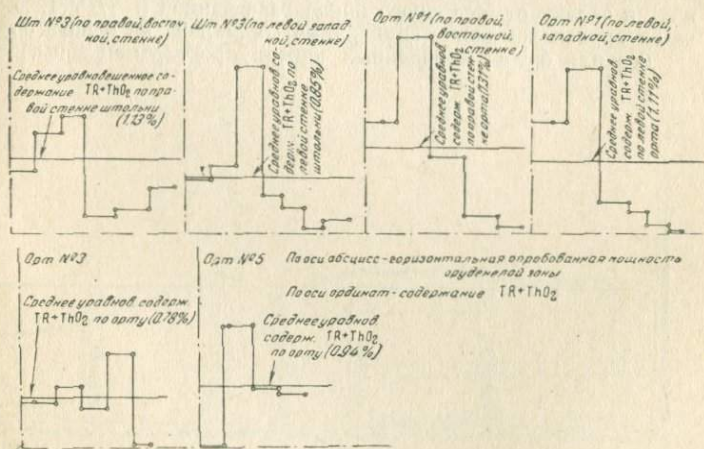 Шт №3 (по правой, восточ-
ной, стенке)
Среднее уравновешенное со-
держание TR+ThO₂ по пра-
вой стенке штольни
(1.13%)
Шт №3 (по левой запад-
ной, стенке)
Среднее уравнов. со-
держ. TR+ThO₂ по
левой стенке
штольни (0.85%)
Орт №1 (по правой,
восточной,
стенке)
Среднее уравнов.
содерж. TR+ThO₂
по правой стен-
ке орта (1.31%)
Орт №1 (по левой,
западной, стенке)
Среднее уравнов.
содерж. TR+ThO₂
по левой стенке
орта (1.11%)
Орт №3
Среднее уравнов. содерж.
TR+ThO₂ по орту (0.78%)
Орт №5
Среднее уравнов.
содерж. TR+ThO₂
по орту (0.94%)
По оси абсцисс - горизонтальная опробованная мощность
оруденелой зоны
По оси ординат - содержание TR+ThO₂